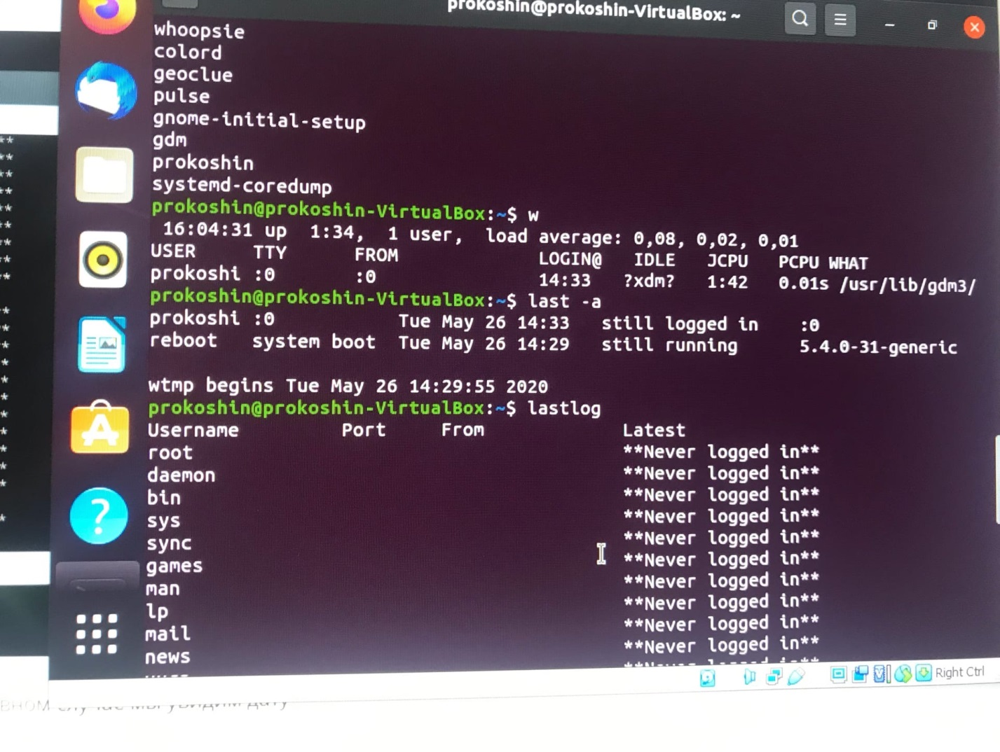 prokoshin@prokoshin-VirtualBox: ~
whoopsie
colord
geoclue
pulse
gnome-initial-setup
gdm
prokoshin
systemd-coredump
prokoshin@prokoshin-VirtualBox:~$ w
16:04:31 up  1:34,  1 user,  load average: 0,08, 0,02, 0,01
USER     TTY      FROM             LOGIN@   IDLE   JCPU   PCPU WHAT
prokoshi :0       :0               14:33   ?xdm?   1:42   0.01s /usr/lib/gdm3/
prokoshin@prokoshin-VirtualBox:~$ last -a
prokoshi :0           Tue May 26 14:33   still logged in    :0
reboot   system boot  Tue May 26 14:29   still running      5.4.0-31-generic
wtmp begins Tue May 26 14:29:55 2020
prokoshin@prokoshin-VirtualBox:~$ lastlog
Username         Port     From             Latest
root                                       **Never logged in**
daemon                                     **Never logged in**
bin                                        **Never logged in**
sys                                        **Never logged in**
sync                                       **Never logged in**
games                                      **Never logged in**
man                                        **Never logged in**
lp                                         **Never logged in**
mail                                       **Never logged in**
news                                       **Never logged in**
Right Ctrl